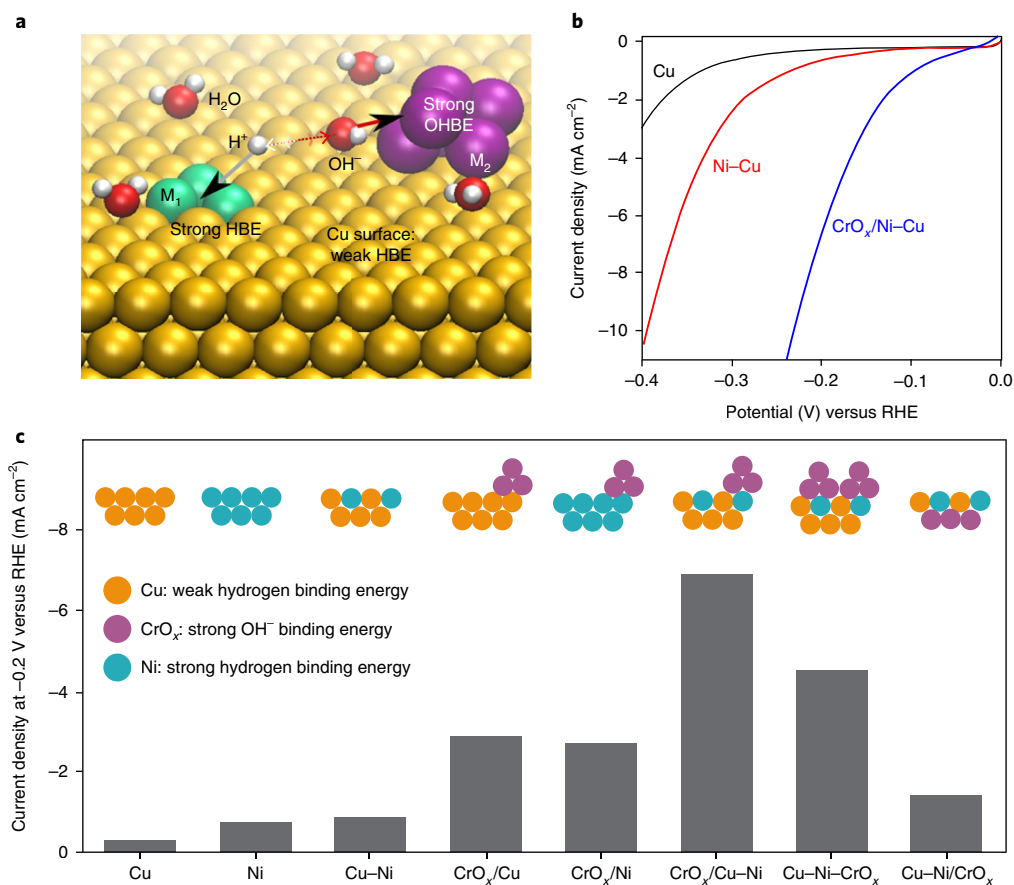 a
H₂O
H⁺
OH⁻
Strong
OHBE
M₂
M₁
Strong HBE
Cu surface:
weak HBE
b
Current density (mA cm⁻²)
0
−2
−4
−6
−8
−10
Cu
Ni–Cu
CrOₓ/Ni–Cu
−0.4
−0.3
−0.2
−0.1
0.0
Potential (V) versus RHE
c
Current density at −0.2 V versus RHE (mA cm⁻²)
−8
−6
−4
−2
0
Cu: weak hydrogen binding energy
CrOₓ: strong OH⁻ binding energy
Ni: strong hydrogen binding energy
Cu
Ni
Cu–Ni
CrOₓ/Cu
CrOₓ/Ni
CrOₓ/Cu–Ni
Cu–Ni–CrOₓ
Cu–Ni/CrOₓ